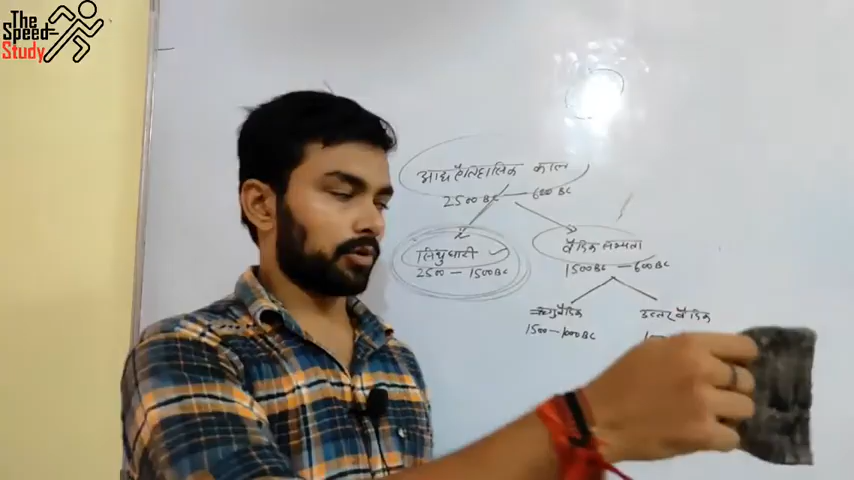 The
Speed
Study
आद्य ऐतिहासिक काल
2500 BC — 600 BC
सिंधु घाटी
वैदिक सभ्यता
2500 — 1500 BC
1500 BC — 600 BC
ऋग्वैदिक
उत्तर वैदिक
1500 — 1000 BC